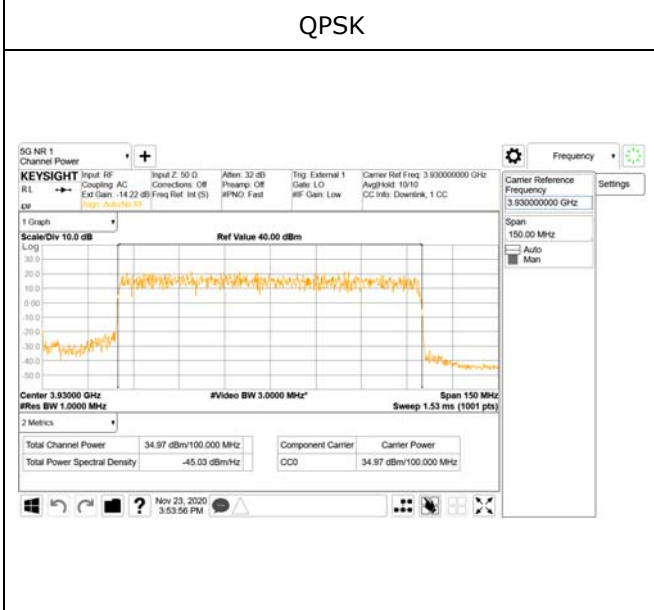 QPSK
5G NR 1
Channel Power
Frequency
KEYSIGHT
RL
Input: RF
Coupling: AC
Ext Gain: -14.22 dB
Align: Auto/No RF
Input Z: 50 Ω
Corrections: Off
Freq Ref: Int (S)
Atten: 32 dB
Preamp: Off
#PNO: Fast
Trig: External 1
Gate: LO
#IF Gain: Low
Carrier Ref Freq: 3.930000000 GHz
Avg|Hold: 10/10
CC Info: Downlink, 1 CC
Carrier Reference
Frequency
3.930000000 GHz
Settings
Span
150.00 MHz
Auto
Man
1 Graph
Scale/Div 10.0 dB
Ref Value 40.00 dBm
Log
30.0
20.0
10.0
0.00
-10.0
-20.0
-30.0
-40.0
-50.0
Center 3.93000 GHz
#Video BW 3.0000 MHz*
Span 150 MHz
#Res BW 1.0000 MHz
Sweep 1.53 ms (1001 pts)
2 Metrics
Total Channel Power 34.97 dBm/100.000 MHz
Total Power Spectral Density -45.03 dBm/Hz
Component Carrier Carrier Power
CC0 34.97 dBm/100.000 MHz
Nov 23, 2020
3:53:56 PM